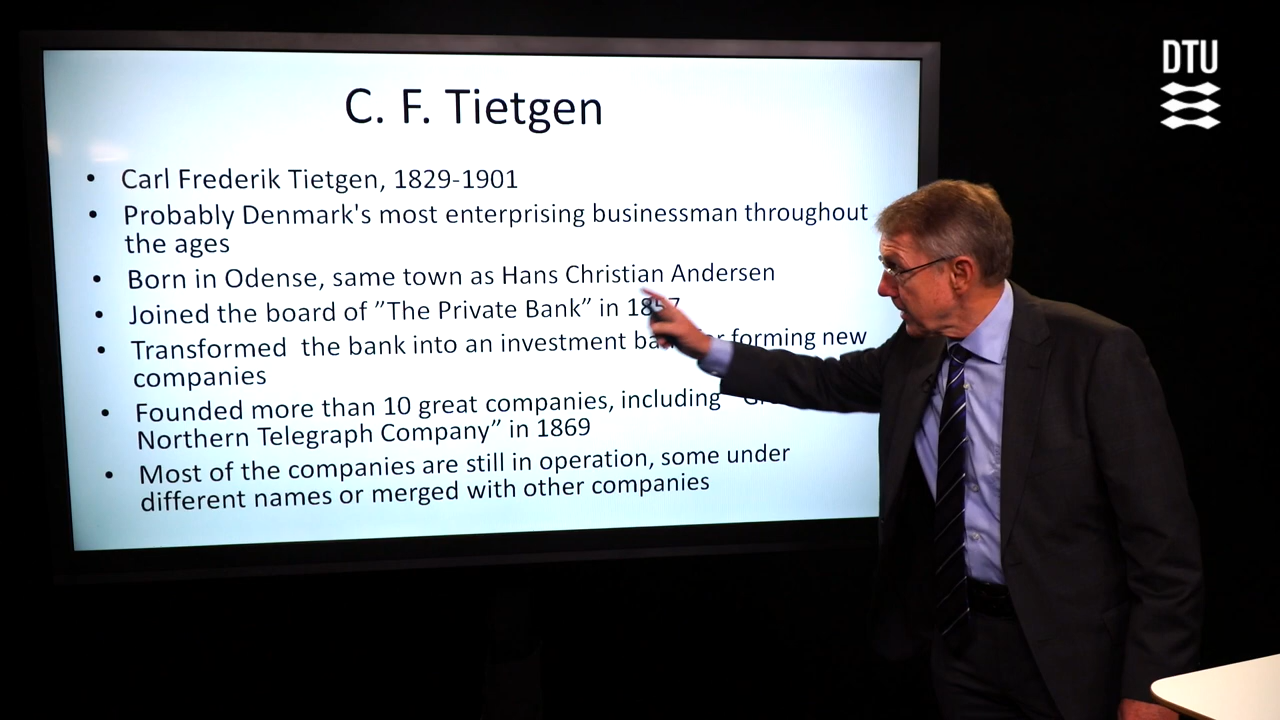 DTU
C. F. Tietgen
• Carl Frederik Tietgen, 1829-1901
• Probably Denmark's most enterprising businessman throughout
the ages
• Born in Odense, same town as Hans Christian Andersen
• Joined the board of ”The Private Bank” in
• Transformed the bank into an investment forming new
companies
• Founded more than 10 great companies, including
Northern Telegraph Company” in 1869
• Most of the companies are still in operation, some under
different names or merged with other companies